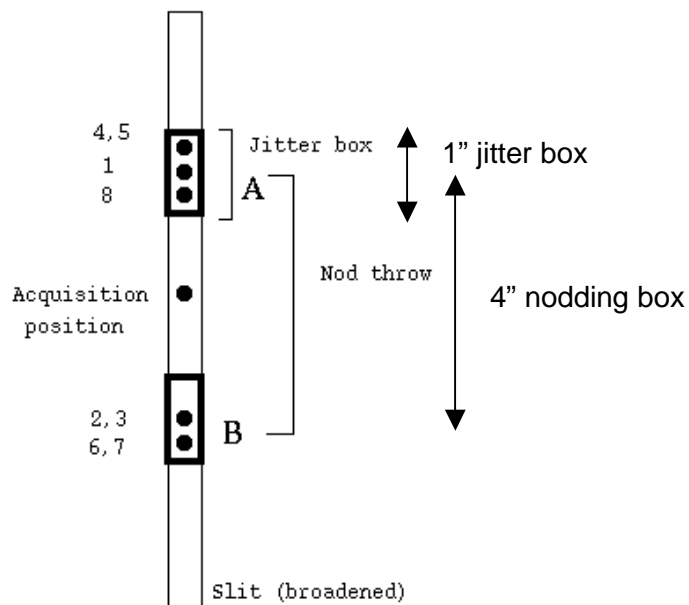 4,5
1
8
Jitter box
A
1” jitter box
Nod throw
4” nodding box
Acquisition
position
2,3
6,7
B
Slit (broadened)